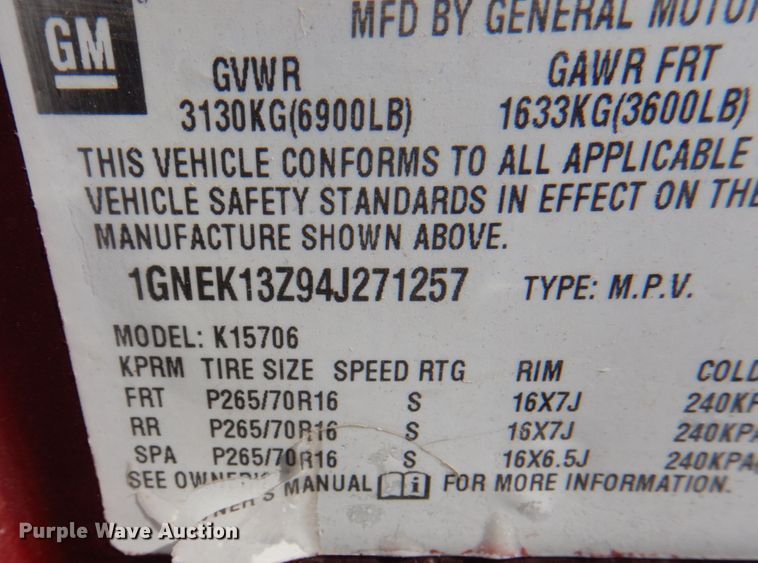 GM
MFD BY GENERAL MOTOR
GVWR GAWR FRT
3130KG(6900LB) 1633KG(3600LB)
THIS VEHICLE CONFORMS TO ALL APPLICABLE
VEHICLE SAFETY STANDARDS IN EFFECT ON THE
MANUFACTURE SHOWN ABOVE.
1GNEK13Z94J271257 TYPE: M.P.V.
MODEL: K15706
KPRM TIRE SIZE SPEED RTG RIM COLD
FRT P265/70R16 S 16X7J 240KP
RR P265/70R16 S 16X7J 240KPA
SPA P265/70R16 S 16X6.5J 240KPA
SEE OWNER'S MANUAL FOR MORE INFORMATION.
Purple Wave Auction